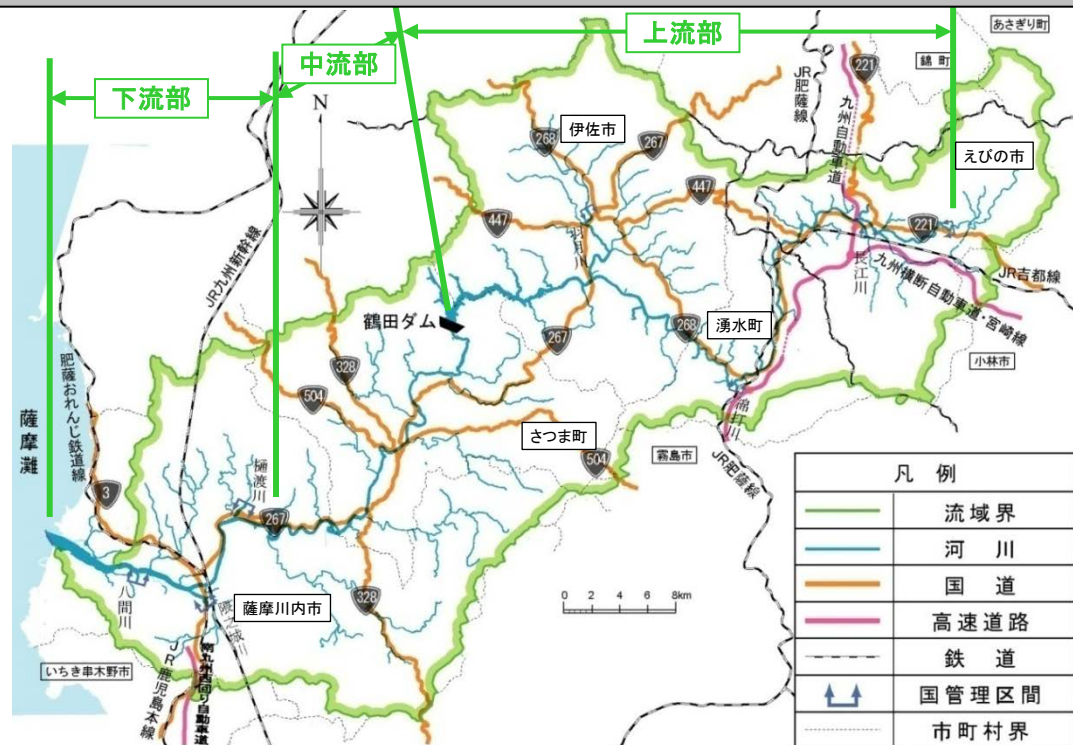 上流部
中流部
下流部
あさぎり町
錦町
221
JR肥薩線
九州自動車道
N
268
伊佐市
267
えびの市
447
447
221
羽月川
長江川
JR吉都線
九州横断自動車道・宮崎線
JR九州新幹線
鶴田ダム
268
湧水町
267
小林市
328
肥薩おれんじ鉄道線
504
綿打川
薩摩灘
さつま町
504
霧島市
JR肥薩線
3
樋渡川
267
八間川
薩摩川内市
328
0 2 4 6 8km
いちき串木野市
JR鹿児島本線
南九州西回り自動車道
凡例
流域界
河川
国道
高速道路
鉄道
国管理区間
市町村界